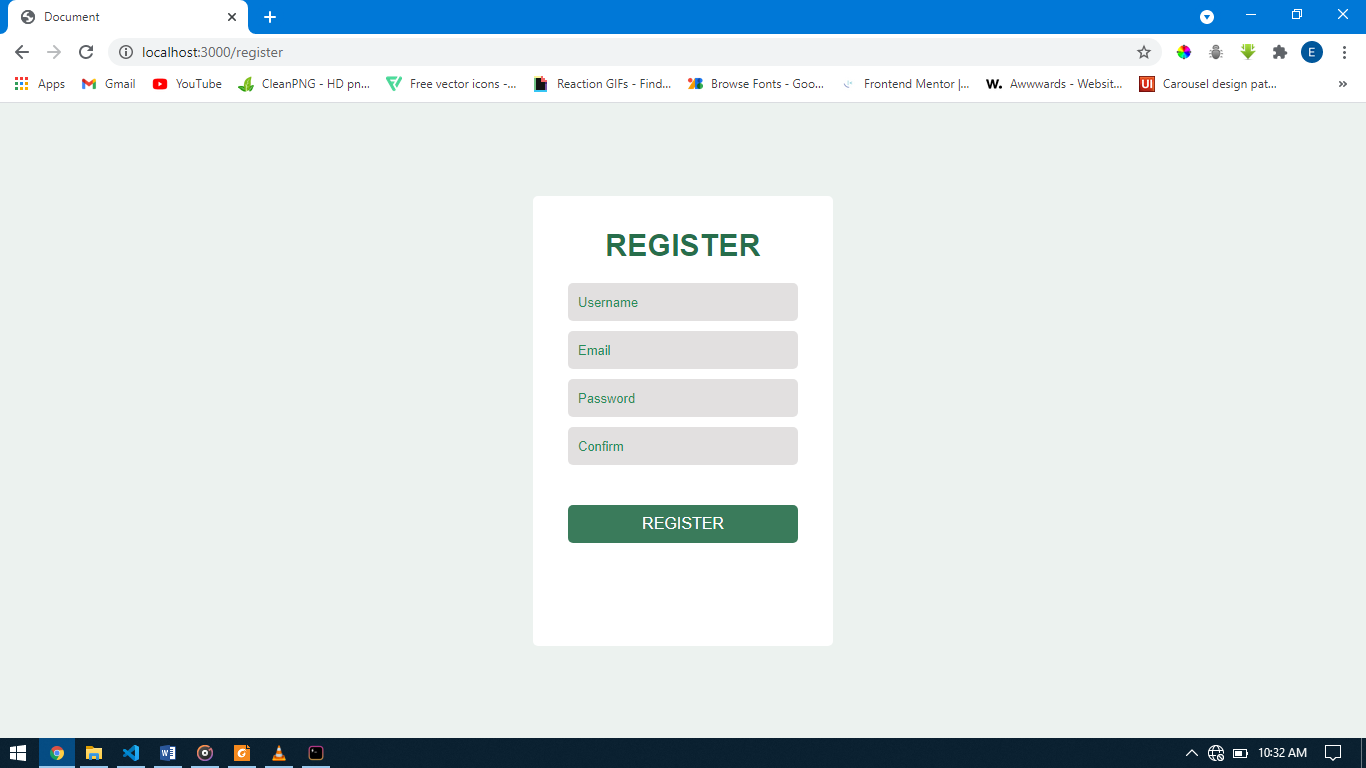 Document
localhost:3000/register
E
Apps
Gmail
YouTube
CleanPNG - HD pn...
Free vector icons -...
Reaction GIFs - Find...
Browse Fonts - Goo...
Frontend Mentor |...
W. Awwwards - Websit...
UI Carousel design pat...
»
REGISTER
Username
Email
Password
Confirm
REGISTER
10:32 AM